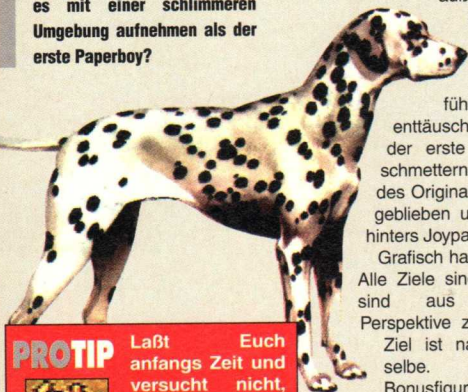 es mit einer schlimmeren
Umgebung aufnehmen als der
erste Paperboy?
füh
enttäusch
der erste
schmettern
des Origina
geblieben u
hinters Joypa
Grafisch ha
Alle Ziele sin
sind aus
Perspektive z
Ziel ist na
selbe.
Bonusfigur
PROTIP
Laßt Euch
anfangs Zeit und
versucht nicht,